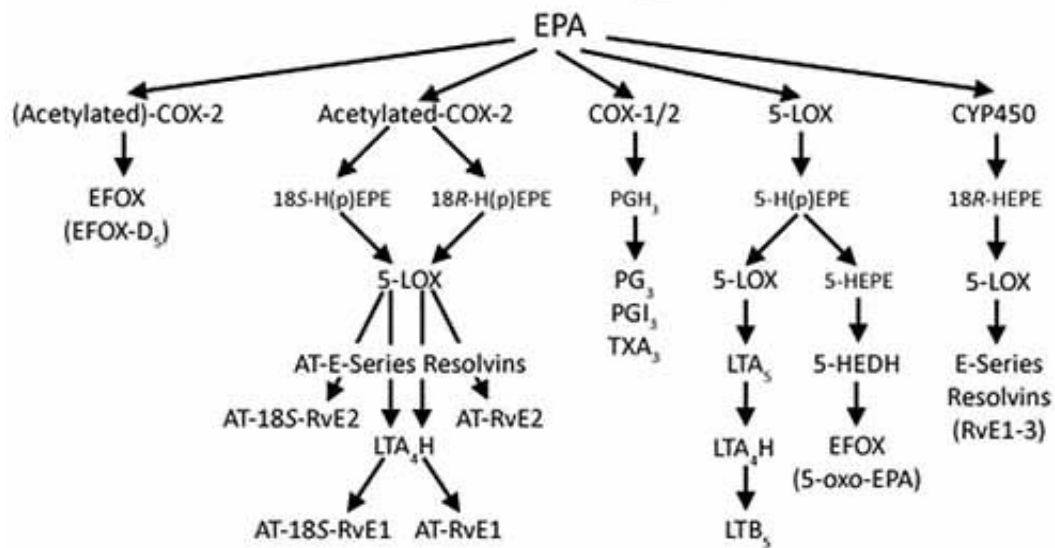 EPA
(Acetylated)-COX-2 Acetylated-COX-2 COX-1/2 5-LOX CYP450
EFOX 18S-H(p)EPE 18R-H(p)EPE PGH₃ 5-H(p)EPE 18R-HEPE
(EFOX-D₅)
5-LOX PG₃ 5-LOX 5-HEPE 5-LOX
PGI₃
TXA₃
AT-E-Series Resolvins LTA₅ 5-HEDH E-Series
Resolvins
AT-18S-RvE2 AT-RvE2 (RvE1-3)
LTA₄H LTA₄H EFOX
(5-oxo-EPA)
AT-18S-RvE1 AT-RvE1 LTB₅